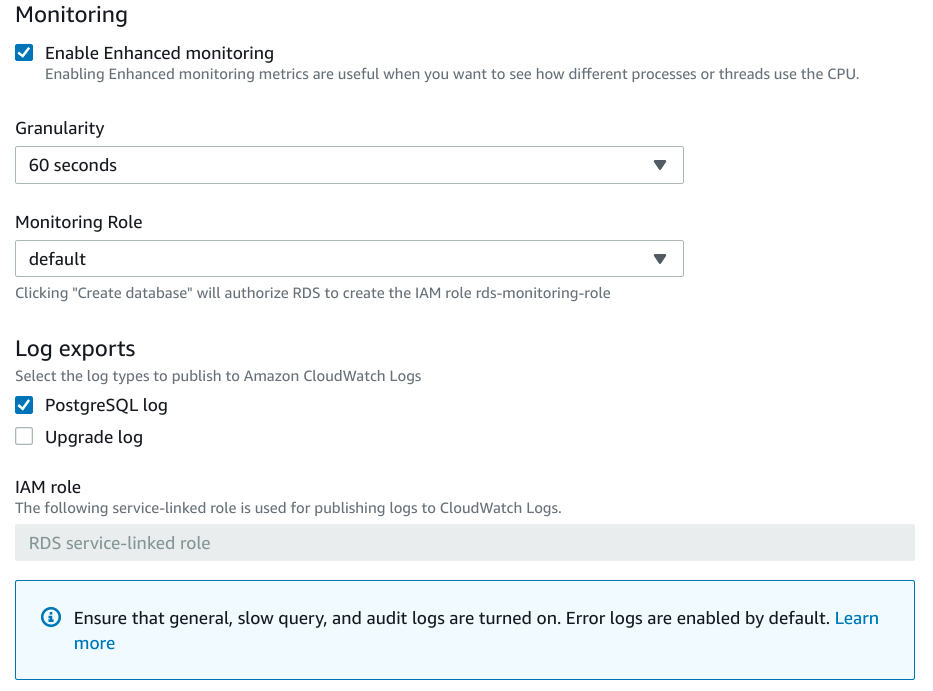 Monitoring
Enable Enhanced monitoring
Enabling Enhanced monitoring metrics are useful when you want to see how different processes or threads use the CPU.
Granularity
60 seconds
Monitoring Role
default
Clicking "Create database" will authorize RDS to create the IAM role rds-monitoring-role
Log exports
Select the log types to publish to Amazon CloudWatch Logs
PostgreSQL log
Upgrade log
IAM role
The following service-linked role is used for publishing logs to CloudWatch Logs.
RDS service-linked role
Ensure that general, slow query, and audit logs are turned on. Error logs are enabled by default. Learn
more